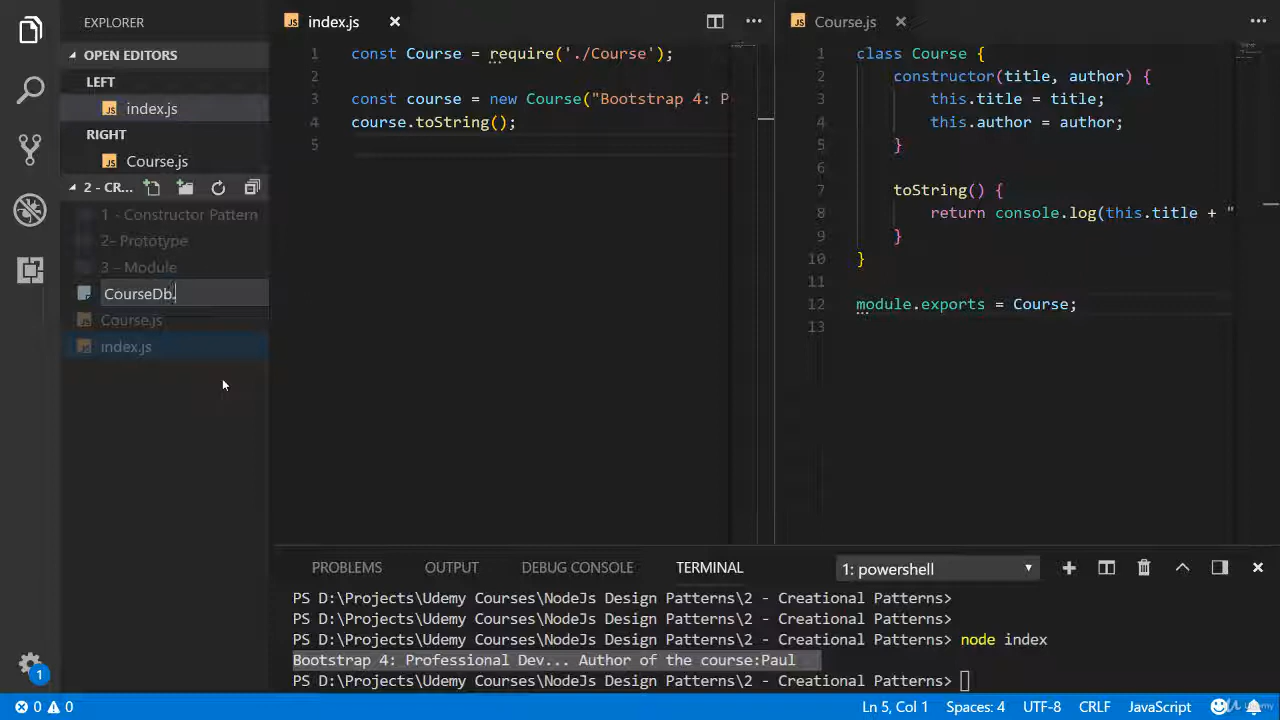 EXPLORER
OPEN EDITORS
LEFT
index.js
RIGHT
Course.js
2 - CR...
1 - Constructor Pattern
2- Prototype
3 - Module
CourseDb.
Course.js
index.js
1
index.js
1 const Course = require('./Course');
2
3 const course = new Course("Bootstrap 4: P
4 course.toString();
5
Course.js
1 class Course {
2 constructor(title, author) {
3 this.title = title;
4 this.author = author;
5 }
6
7 toString() {
8 return console.log(this.title + "
9 }
10 }
11
12 module.exports = Course;
13
PROBLEMS OUTPUT DEBUG CONSOLE TERMINAL 1: powershell
PS D:\Projects\Udemy Courses\NodeJs Design Patterns\2 - Creational Patterns>
PS D:\Projects\Udemy Courses\NodeJs Design Patterns\2 - Creational Patterns>
PS D:\Projects\Udemy Courses\NodeJs Design Patterns\2 - Creational Patterns> node index
Bootstrap 4: Professional Dev... Author of the course:Paul
PS D:\Projects\Udemy Courses\NodeJs Design Patterns\2 - Creational Patterns>
0 0 Ln 5, Col 1 Spaces: 4 UTF-8 CRLF JavaScript Udemy